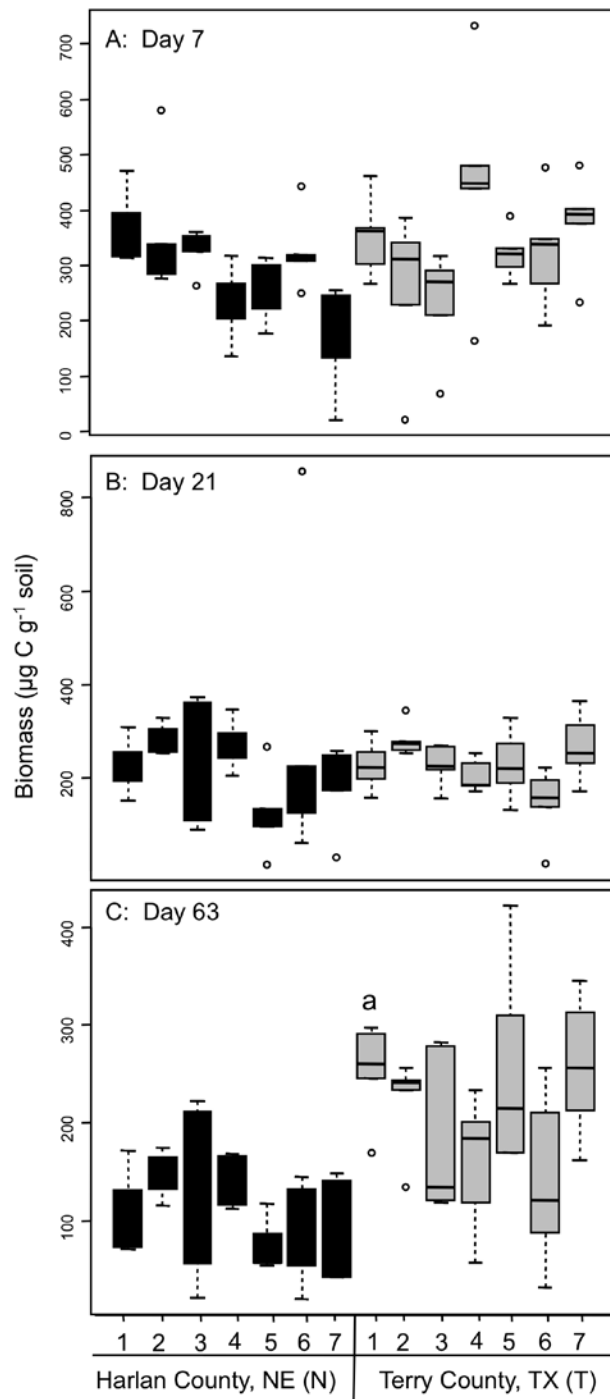 A: Day 7
700
600
500
400
300
200
100
0
B: Day 21
800
600
400
200
Biomass (µg C g⁻¹ soil)
C: Day 63
400
300
200
100
a
1 2 3 4 5 6 7 1 2 3 4 5 6 7
Harlan County, NE (N) Terry County, TX (T)